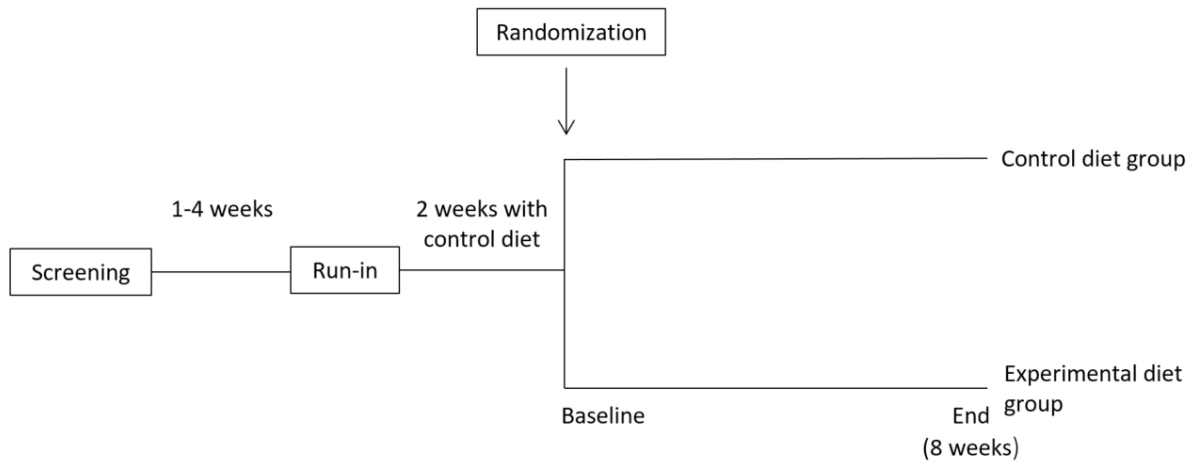 Randomization
Control diet group
1-4 weeks
2 weeks with
control diet
Screening
Run-in
Experimental diet
group
Baseline
End
(8 weeks)